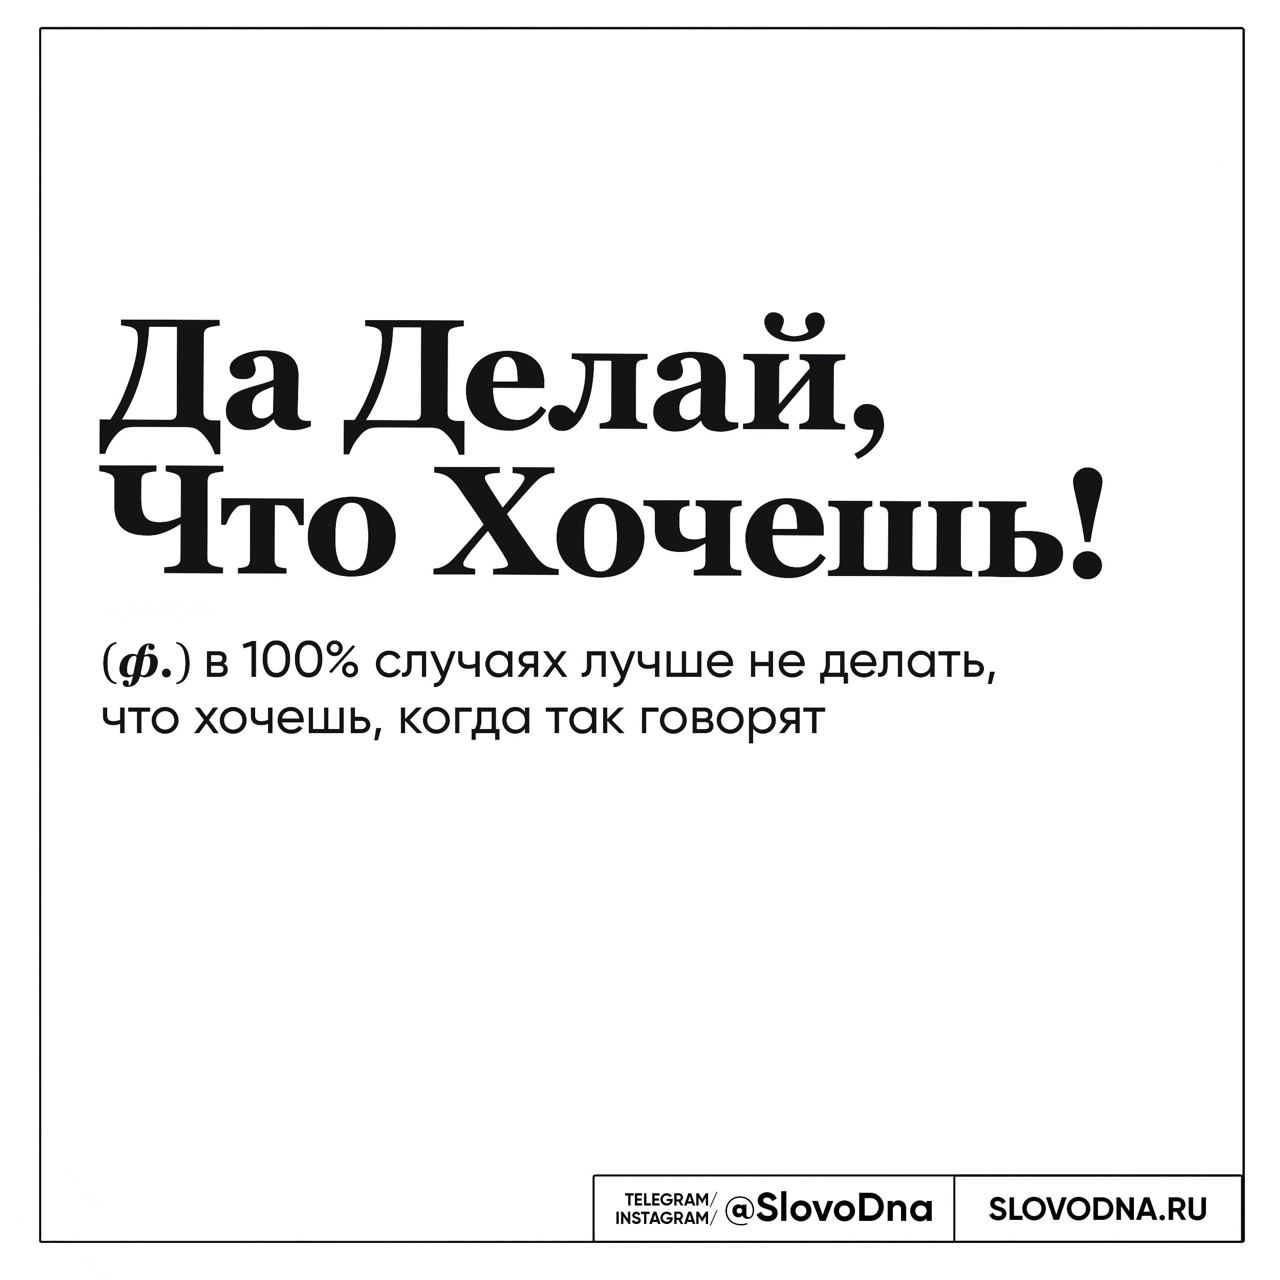 Да Делай,
Что Хочешь!
(ф.) в 100% случаях лучше не делать,
что хочешь, когда так говорят
TELEGRAM/
INSTAGRAM/
@SlovoDna
SLOVODNA.RU